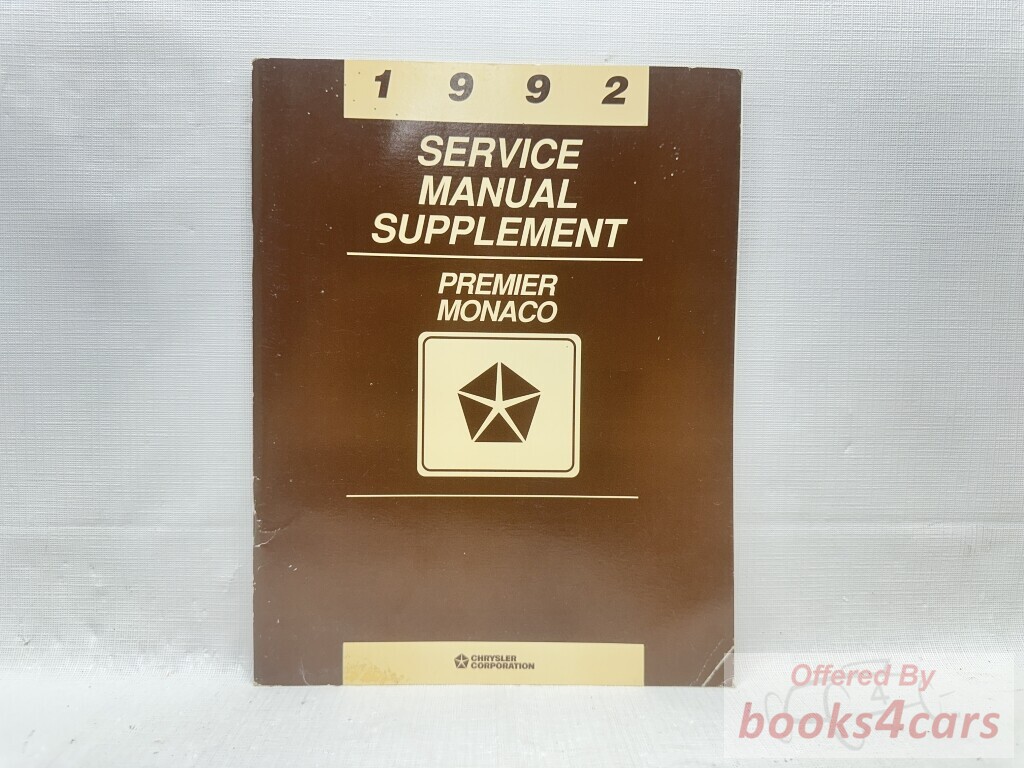 1 9 9 2
SERVICE
MANUAL
SUPPLEMENT
PREMIER
MONACO
CHRYSLER
CORPORATION
Offered By
books4cars